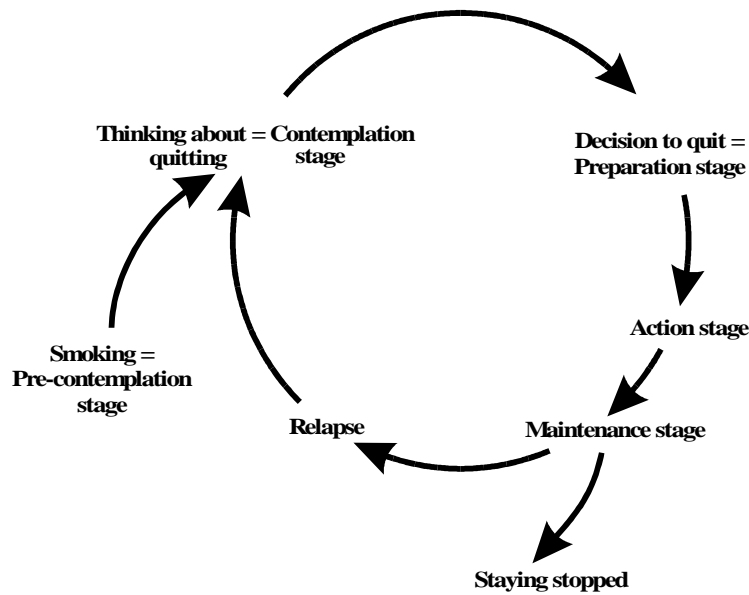 Thinking about = Contemplation
quitting stage
Decision to quit =
Preparation stage
Action stage
Smoking =
Pre-contemplation
stage
Relapse
Maintenance stage
Staying stopped